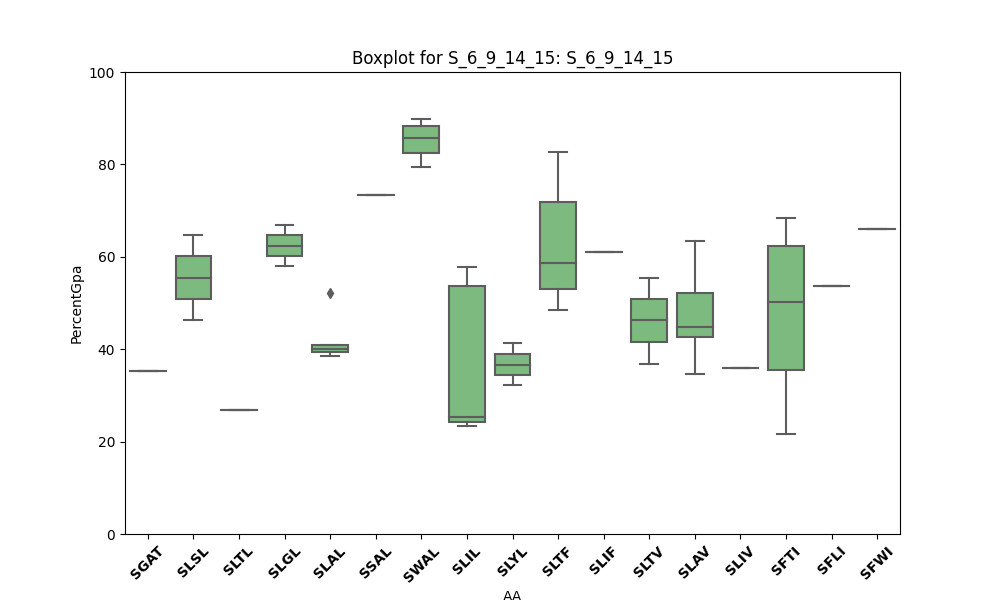 Boxplot for S_6_9_14_15: S_6_9_14_15
100
80
60
40
20
0
PercentGpa
SGAT
SLSL
SLTL
SLGL
SLAL
SSAL
SWAL
SLIL
SLYL
SLTF
SLIF
SLTV
SLAV
SLIV
SFTI
SFLI
SFWI
AA